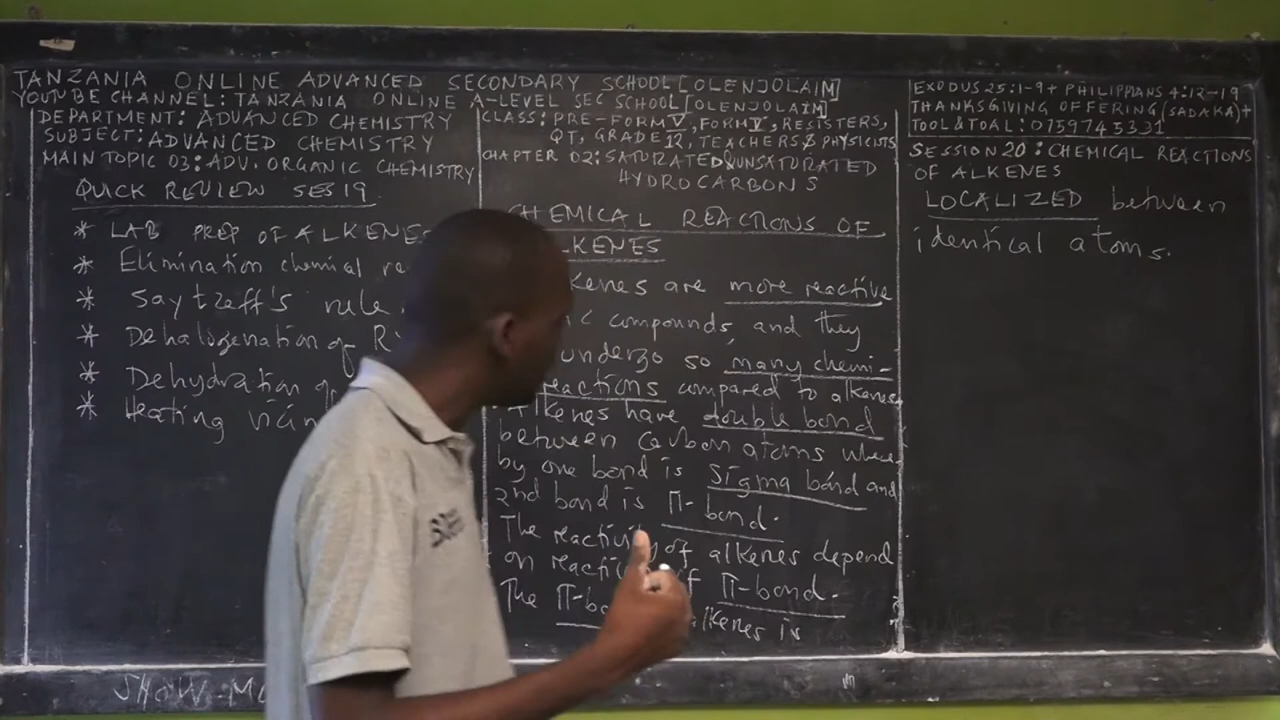 TANZANIA ONLINE ADVANCED SECONDARY SCHOOL [OLENJOLAIM]
YOUTUBE CHANNEL: TANZANIA ONLINE A-LEVEL SEC SCHOOL [OLENJOLAIM]
DEPARTMENT: ADVANCED CHEMISTRY
SUBJECT: ADVANCED CHEMISTRY
MAIN TOPIC 03: ADV. ORGANIC CHEMISTRY
QUICK REVIEW SES 19
* LAB PREP OF ALKENES
* Elimination chemial
* Saytzeff's rule.
* Dehalogenation of
* Dehydration of
* Heating
SHOW
CLASS: PRE-FORM V, FORM V, RESISTERS,
QT, GRADE 12, TEACHERS & PHYSICISTS
CHAPTER 02: SATURATED & UNSATURATED
HYDROCARBONS
CHEMICAL REACTIONS OF
ALKENES
are more reactive
compounds, and they
undergo so many chemi-
reactions compared to alkenes
Alkenes have double bond
between Carbon atoms where
by one bond is Sigma bond and
2nd bond is Π-bond.
The reactivity of alkenes depend
on of Π-bond.
The alkenes is
EXODUS 25:1-9 + PHILIPPIANS 4:12-19
THANKSGIVING OFFERING (SADAKA) +
TOOL & TOAL: 0759745331
SESSION 20: CHEMICAL REACTIONS
OF ALKENES
LOCALIZED between
identical atoms.